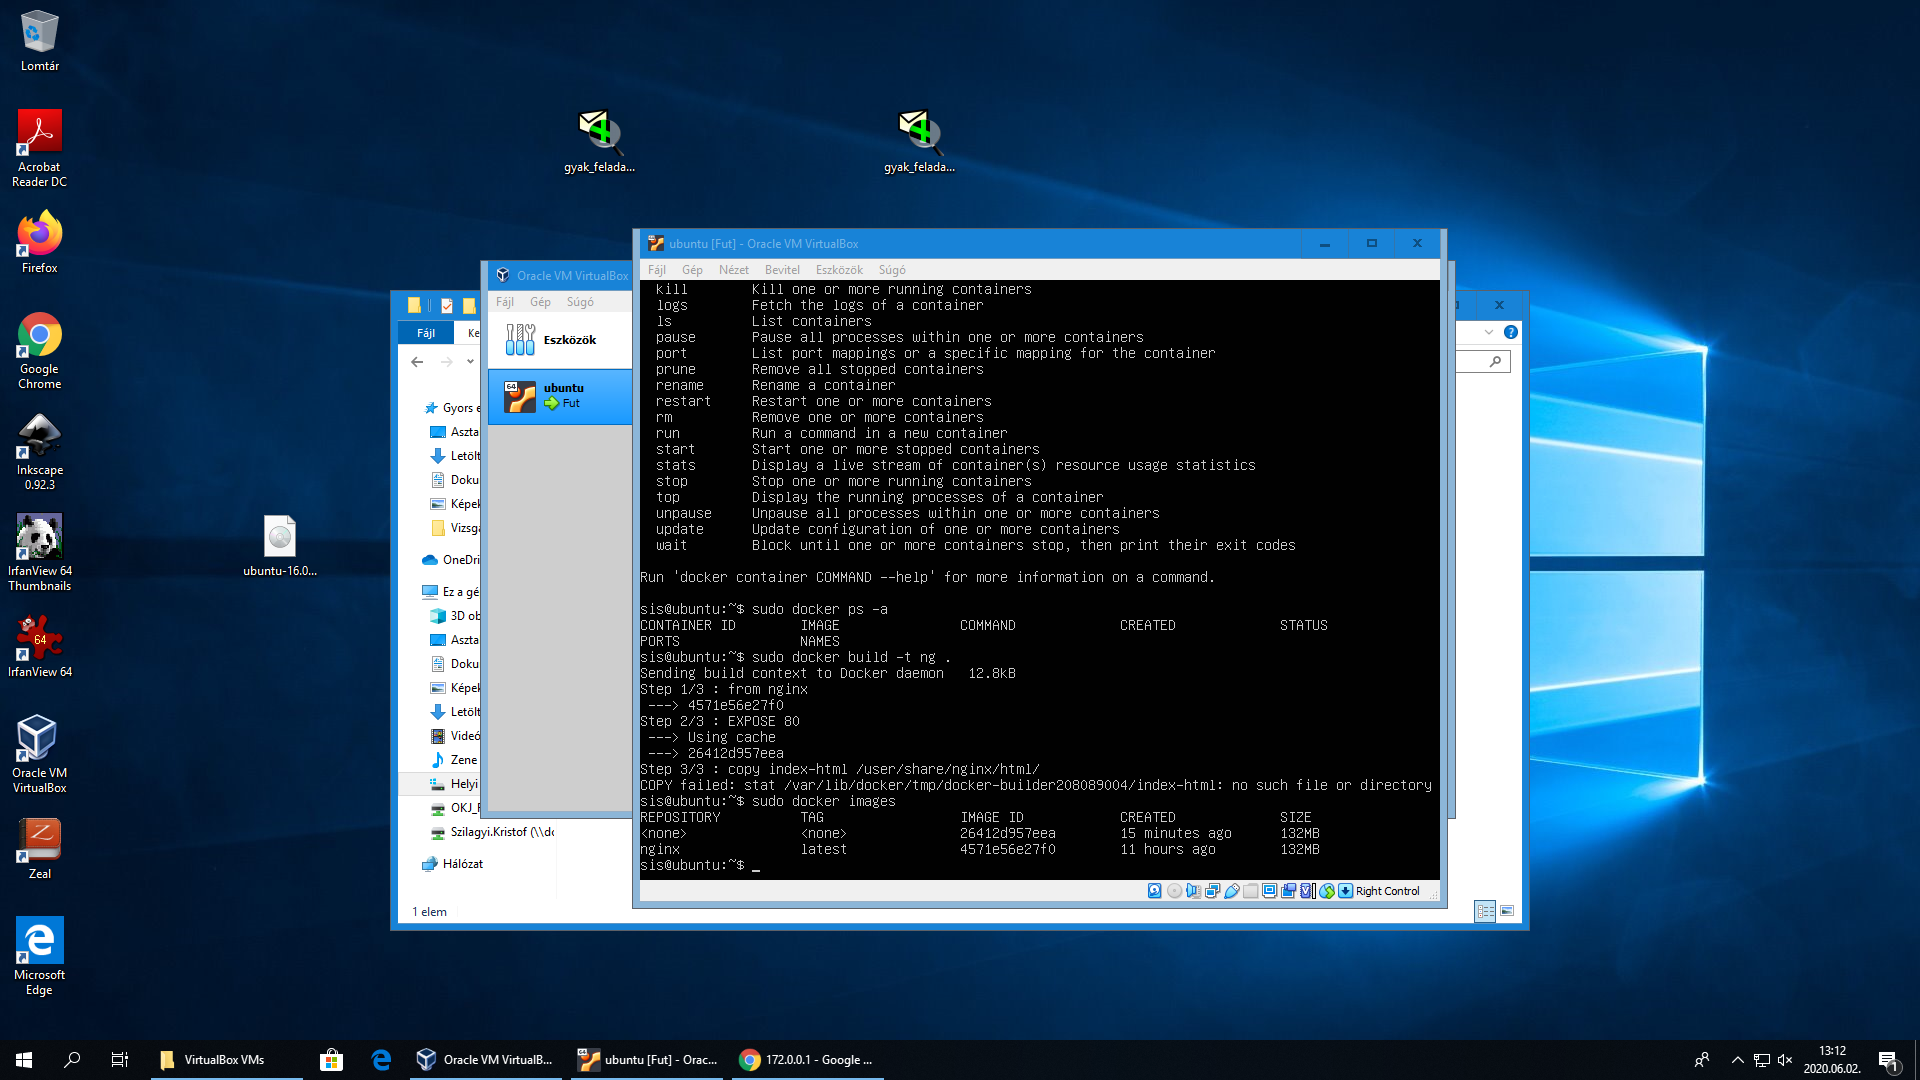 Lomtár
Acrobat
Reader DC
Firefox
Google
Chrome
Inkscape
0.92.3
IrfanView 64
Thumbnails
64
IrfanView 64
Oracle VM
VirtualBox
Zeal
Microsoft
Edge
gyak_felada...
gyak_felada...
ubuntu-16.0...
Fájl
Ke
Gyors e
Aszta
Letölt
Doku
Képek
Vizsga
OneDri
Ez a gé
3D ob
Aszta
Doku
Képek
Letölt
Videó
Zene
Helyi
OKJ_F
Szilagyi.Kristof (\\do
Hálózat
1 elem
Oracle VM VirtualBox
Fájl Gép Súgó
Eszközök
64
ubuntu
Fut
ubuntu [Fut] - Oracle VM VirtualBox
Fájl Gép Nézet Bevitel Eszközök Súgó
kill Kill one or more running containers
logs Fetch the logs of a container
ls List containers
pause Pause all processes within one or more containers
port List port mappings or a specific mapping for the container
prune Remove all stopped containers
rename Rename a container
restart Restart one or more containers
rm Remove one or more containers
run Run a command in a new container
start Start one or more stopped containers
stats Display a live stream of container(s) resource usage statistics
stop Stop one or more running containers
top Display the running processes of a container
unpause Unpause all processes within one or more containers
update Update configuration of one or more containers
wait Block until one or more containers stop, then print their exit codes
Run 'docker container COMMAND --help' for more information on a command.
sis@ubuntu:~$ sudo docker ps -a
CONTAINER ID IMAGE COMMAND CREATED STATUS
PORTS NAMES
sis@ubuntu:~$ sudo docker build -t ng .
Sending build context to Docker daemon 12.8kB
Step 1/3 : from nginx
---> 4571e56e27f0
Step 2/3 : EXPOSE 80
---> Using cache
---> 26412d957eea
Step 3/3 : copy index-html /user/share/nginx/html/
COPY failed: stat /var/lib/docker/tmp/docker-builder208089004/index-html: no such file or directory
sis@ubuntu:~$ sudo docker images
REPOSITORY TAG IMAGE ID CREATED SIZE
<none> <none> 26412d957eea 15 minutes ago 132MB
nginx latest 4571e56e27f0 11 hours ago 132MB
sis@ubuntu:~$ _
Right Control
VirtualBox VMs
Oracle VM VirtualB...
ubuntu [Fut] - Orac...
172.0.0.1 - Google ...
13:12
2020.06.02.
1